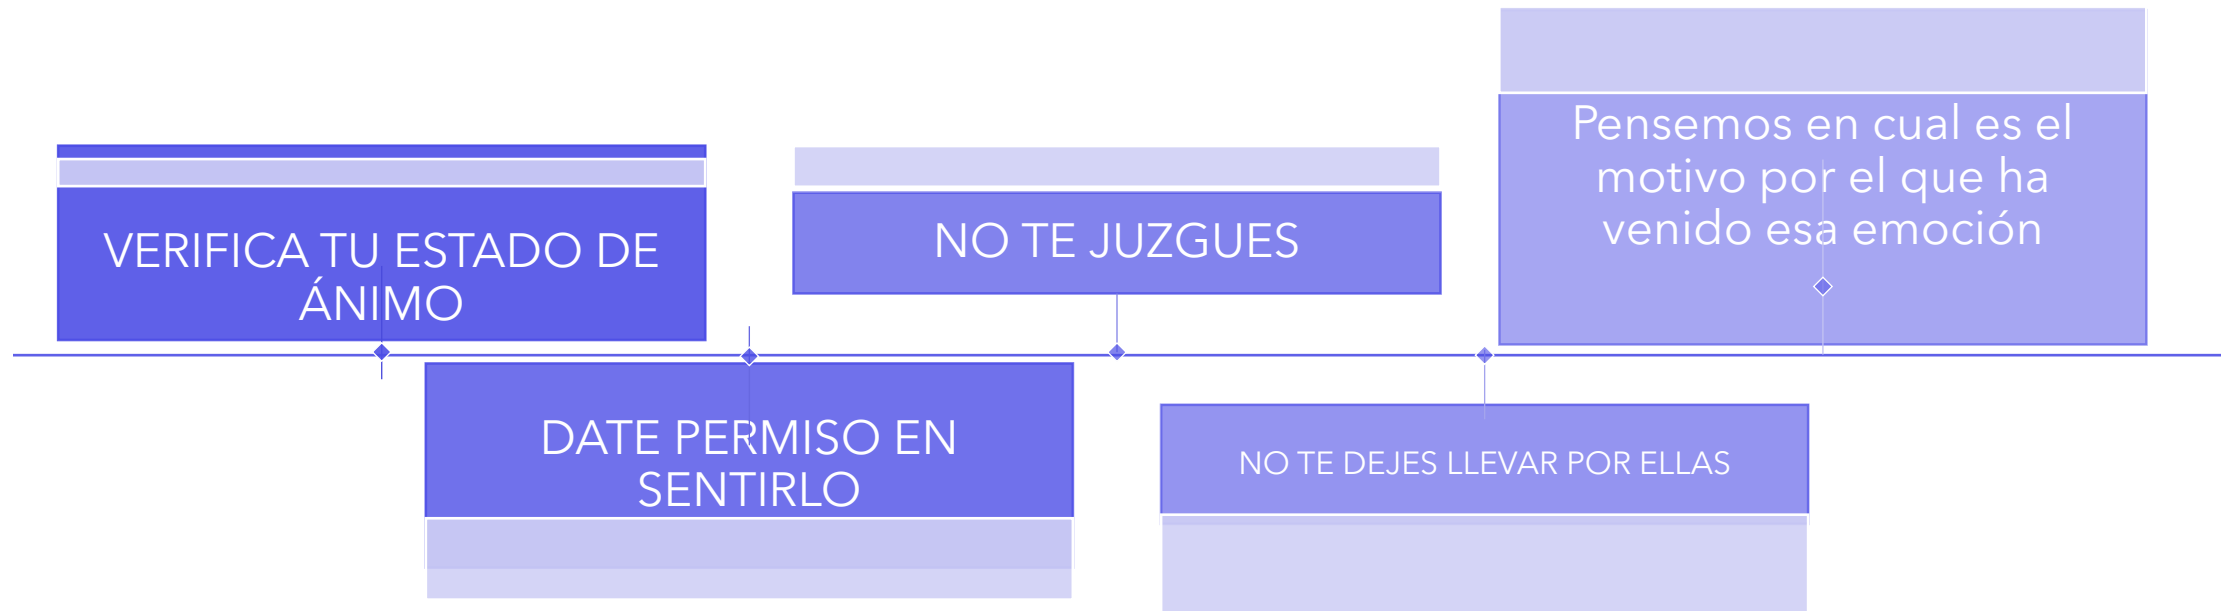 VERIFICA TU ESTADO DE
ÁNIMO
DATE PERMISO EN
SENTIRLO
NO TE JUZGUES
NO TE DEJES LLEVAR POR ELLAS
Pensemos en cual es el
motivo por el que ha
venido esa emoción